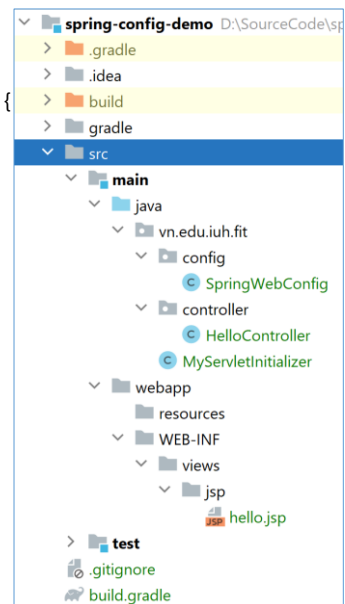 spring-config-demo D:\SourceCode\sp
.gradle
.idea
build
{
gradle
src
main
java
vn.edu.iuh.fit
config
C SpringWebConfig
controller
C HelloController
C MyServletInitializer
webapp
resources
WEB-INF
views
jsp
JSP hello.jsp
test
.gitignore
build.gradle